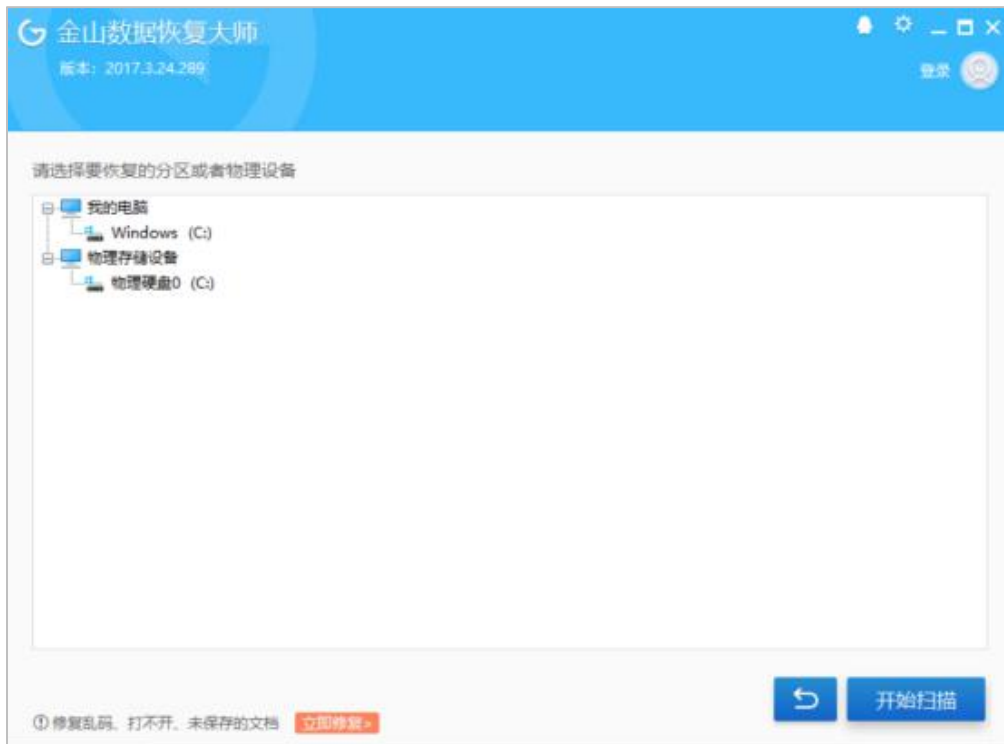 金山数据恢复大师
版本：2017.3.24.289
登录
请选择要恢复的分区或者物理设备
我的电脑
Windows (C:)
物理存储设备
物理硬盘0 (C:)
修复乱码、打不开、未保存的文档 立即修复»
开始扫描